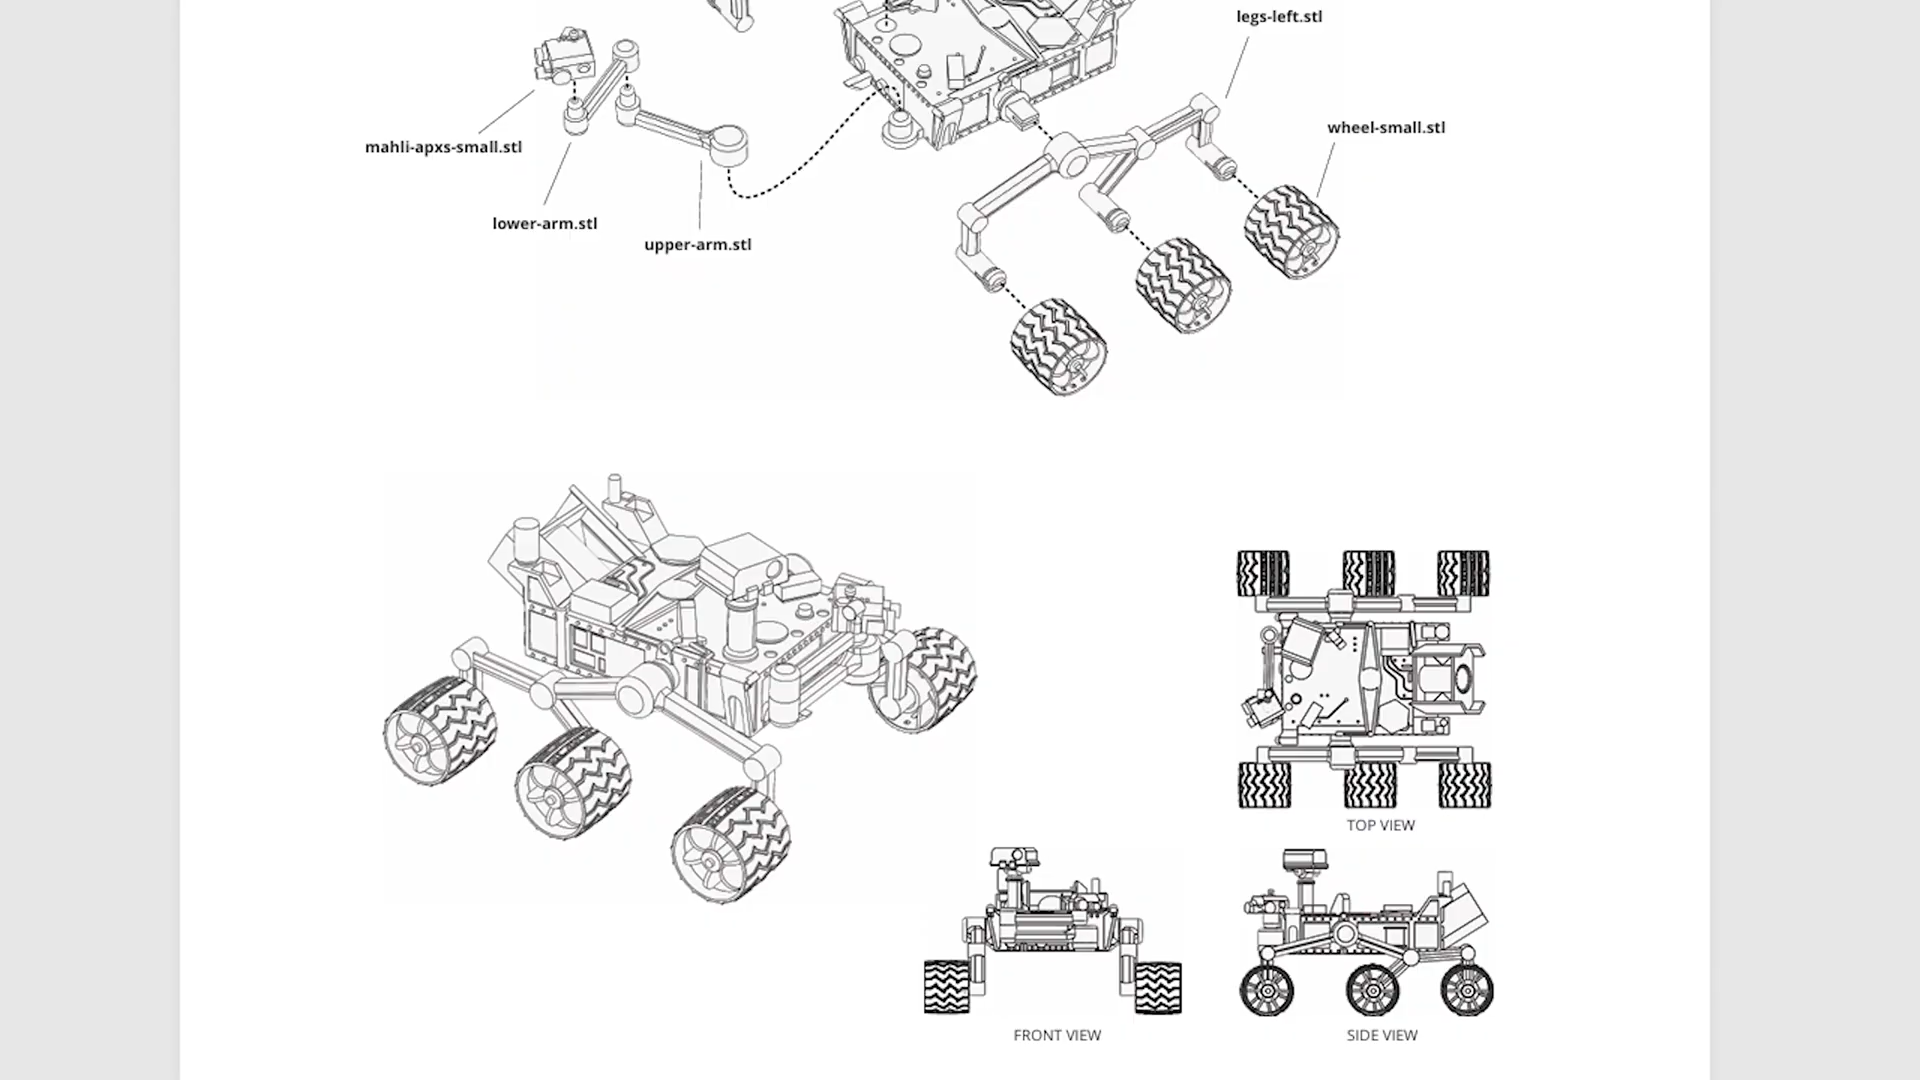 legs-left.stl
wheel-small.stl
mahli-apxs-small.stl
lower-arm.stl
upper-arm.stl
TOP VIEW
FRONT VIEW
SIDE VIEW